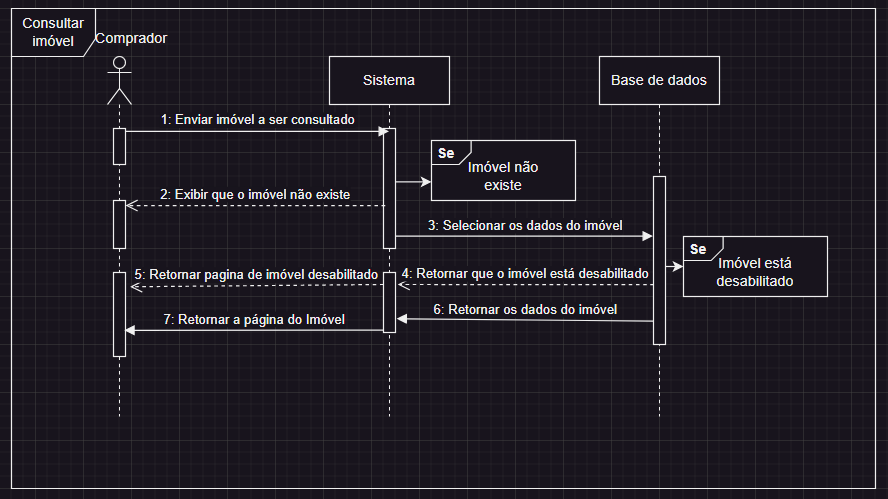 Consultar
imóvel
Comprador
Sistema
Base de dados
1: Enviar imóvel a ser consultado
Se
Imóvel não
existe
2: Exibir que o imóvel não existe
3: Selecionar os dados do imóvel
Se
Imóvel está
desabilitado
5: Retornar pagina de imóvel desabilitado
4: Retornar que o imóvel está desabilitado
6: Retornar os dados do imóvel
7: Retornar a página do Imóvel